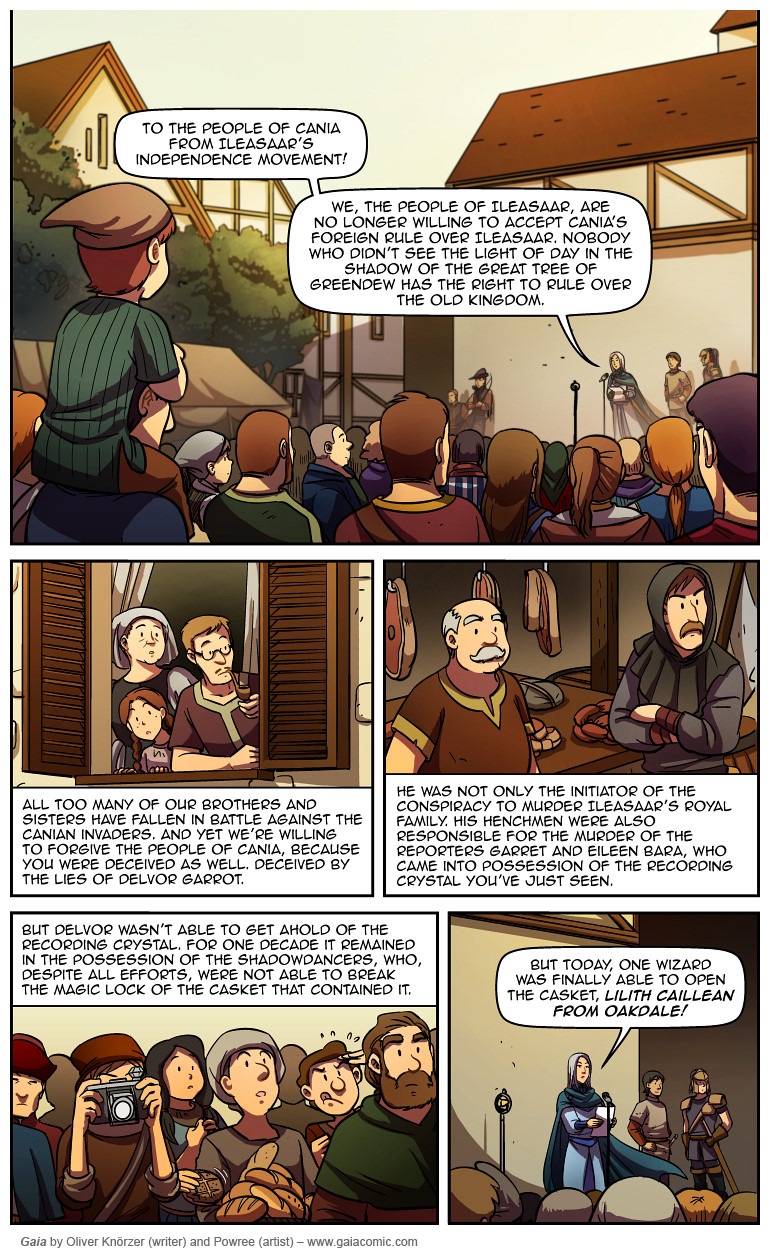 TO THE PEOPLE OF CANIA
FROM ILEASAAR'S
INDEPENDENCE MOVEMENT!
WE, THE PEOPLE OF ILEASAAR, ARE
NO LONGER WILLING TO ACCEPT CANIA'S
FOREIGN RULE OVER ILEASAAR. NOBODY
WHO DIDN'T SEE THE LIGHT OF DAY IN THE
SHADOW OF THE GREAT TREE OF
GREENDEW HAS THE RIGHT TO RULE OVER
THE OLD KINGDOM.
ALL TOO MANY OF OUR BROTHERS AND
SISTERS HAVE FALLEN IN BATTLE AGAINST THE
CANIAN INVADERS. AND YET WE'RE WILLING
TO FORGIVE THE PEOPLE OF CANIA, BECAUSE
YOU WERE DECEIVED AS WELL. DECEIVED BY
THE LIES OF DELVOR GARROT.
HE WAS NOT ONLY THE INITIATOR OF THE
CONSPIRACY TO MURDER ILEASAAR'S ROYAL
FAMILY. HIS HENCHMEN WERE ALSO
RESPONSIBLE FOR THE MURDER OF THE
REPORTERS GARRET AND EILEEN BARA, WHO
CAME INTO POSSESSION OF THE RECORDING
CRYSTAL YOU'VE JUST SEEN.
BUT DELVOR WASN'T ABLE TO GET AHOLD OF THE
RECORDING CRYSTAL. FOR ONE DECADE IT REMAINED
IN THE POSSESSION OF THE SHADOWDANCERS, WHO,
DESPITE ALL EFFORTS, WERE NOT ABLE TO BREAK
THE MAGIC LOCK OF THE CASKET THAT CONTAINED IT.
BUT TODAY, ONE WIZARD
WAS FINALLY ABLE TO OPEN
THE CASKET, LILITH CAILLEAN
FROM OAKDALE!
Gaia by Oliver Knörzer (writer) and Powree (artist) – www.gaiacomic.com